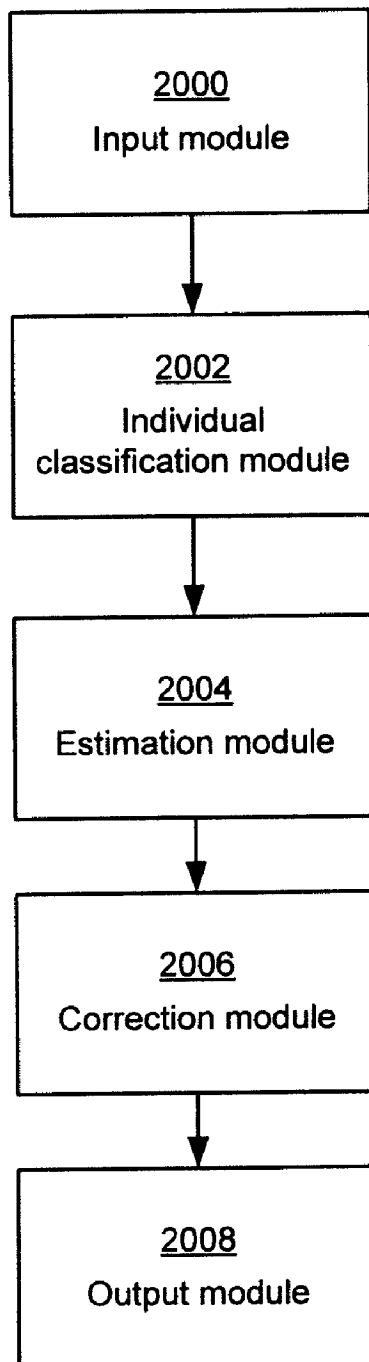 2000
Input module
2002
Individual
classification module
2004
Estimation module
2006
Correction module
2008
Output module